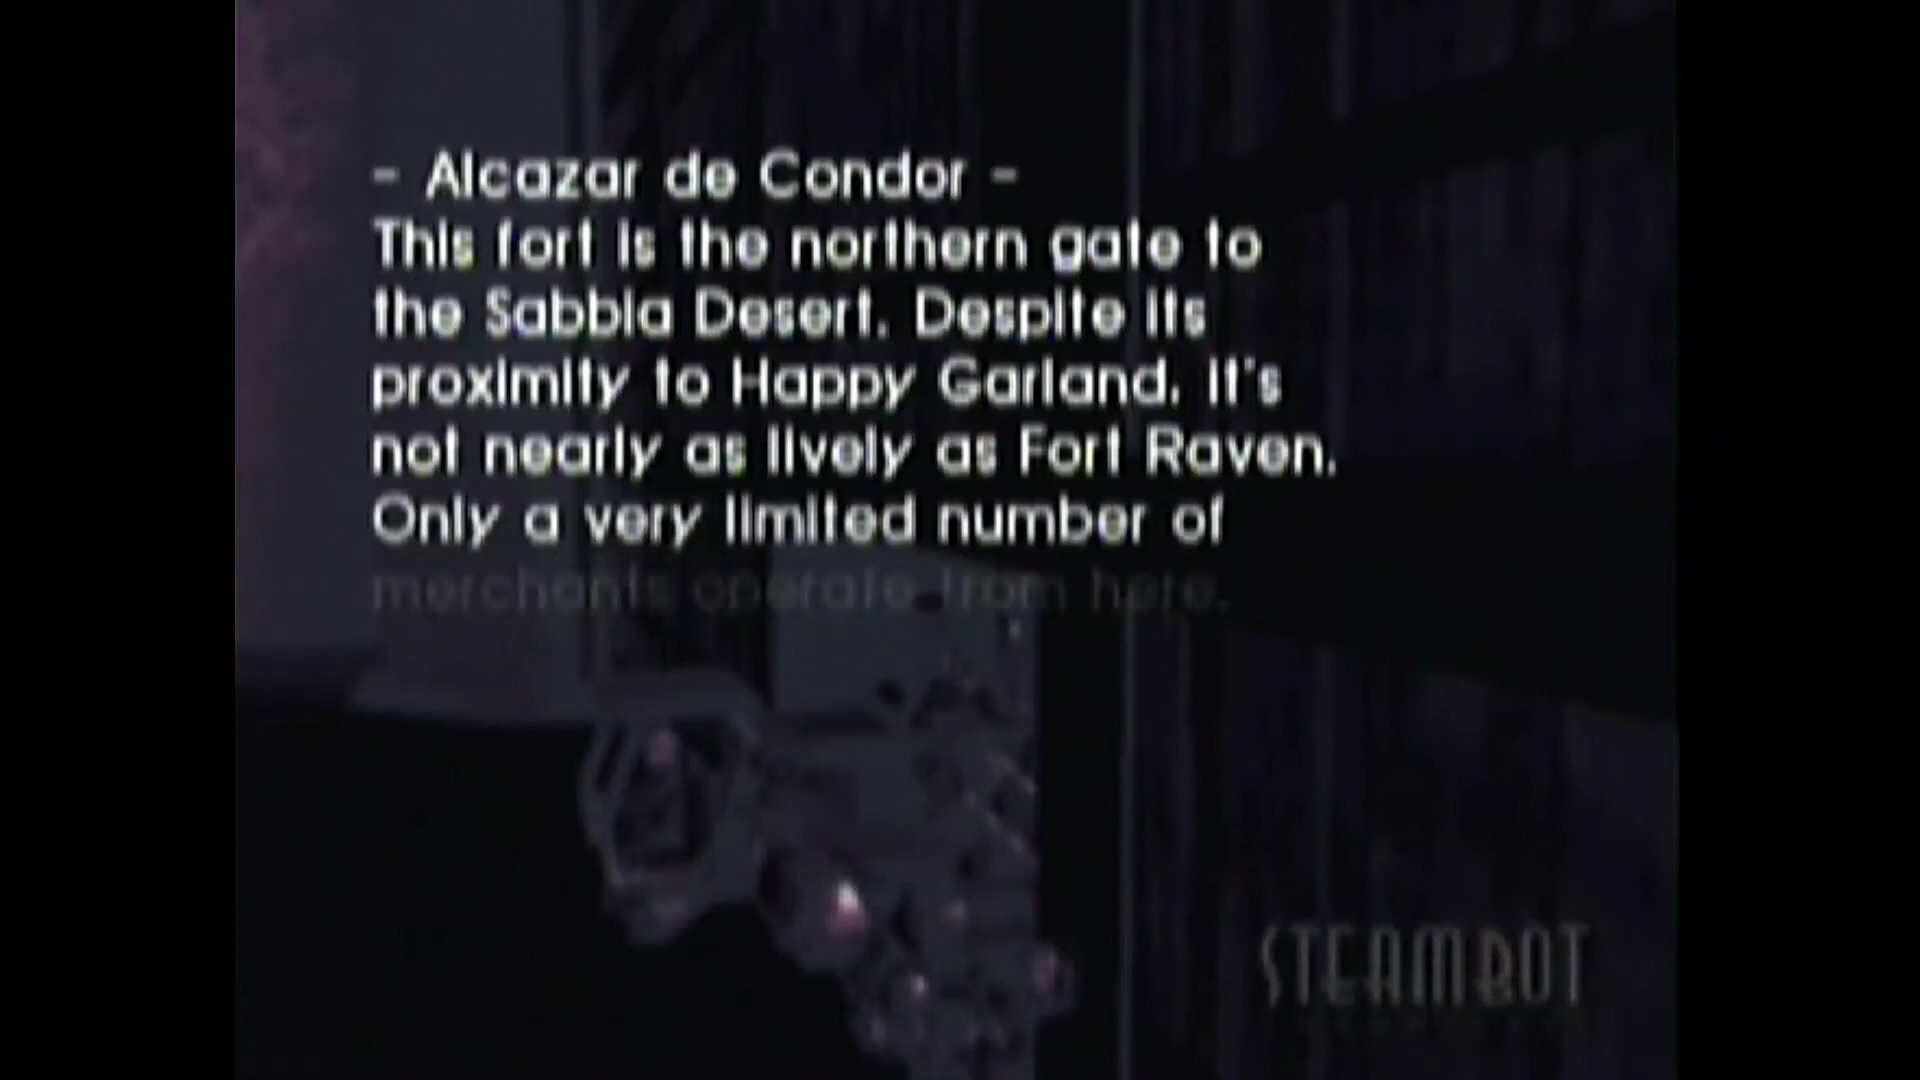 - Alcazar de Condor -
This fort is the northern gate to
the Sabbia Desert. Despite its
proximity to Happy Garland, it's
not nearly as lively as Fort Raven.
Only a very limited number of
merchants operate from here.
STEAMBOT